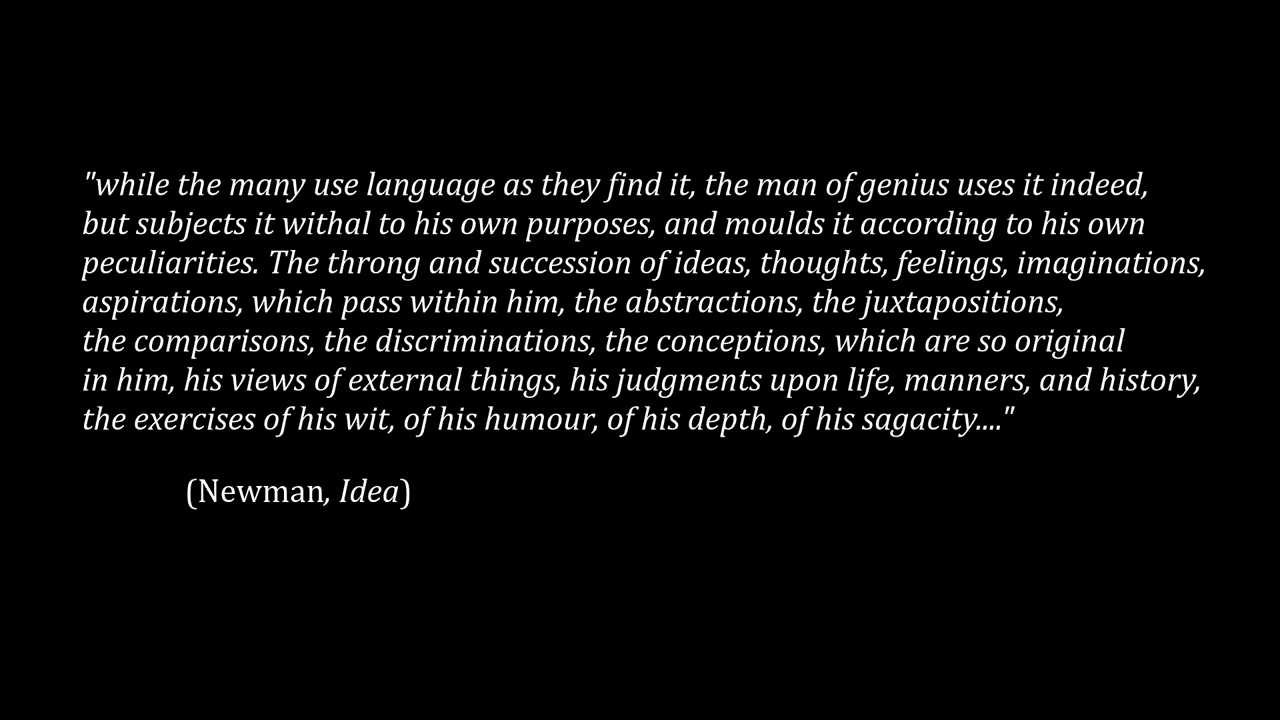 "while the many use language as they find it, the man of genius uses it indeed,
but subjects it withal to his own purposes, and moulds it according to his own
peculiarities. The throng and succession of ideas, thoughts, feelings, imaginations,
aspirations, which pass within him, the abstractions, the juxtapositions,
the comparisons, the discriminations, the conceptions, which are so original
in him, his views of external things, his judgments upon life, manners, and history,
the exercises of his wit, of his humour, of his depth, of his sagacity...."
(Newman, Idea)